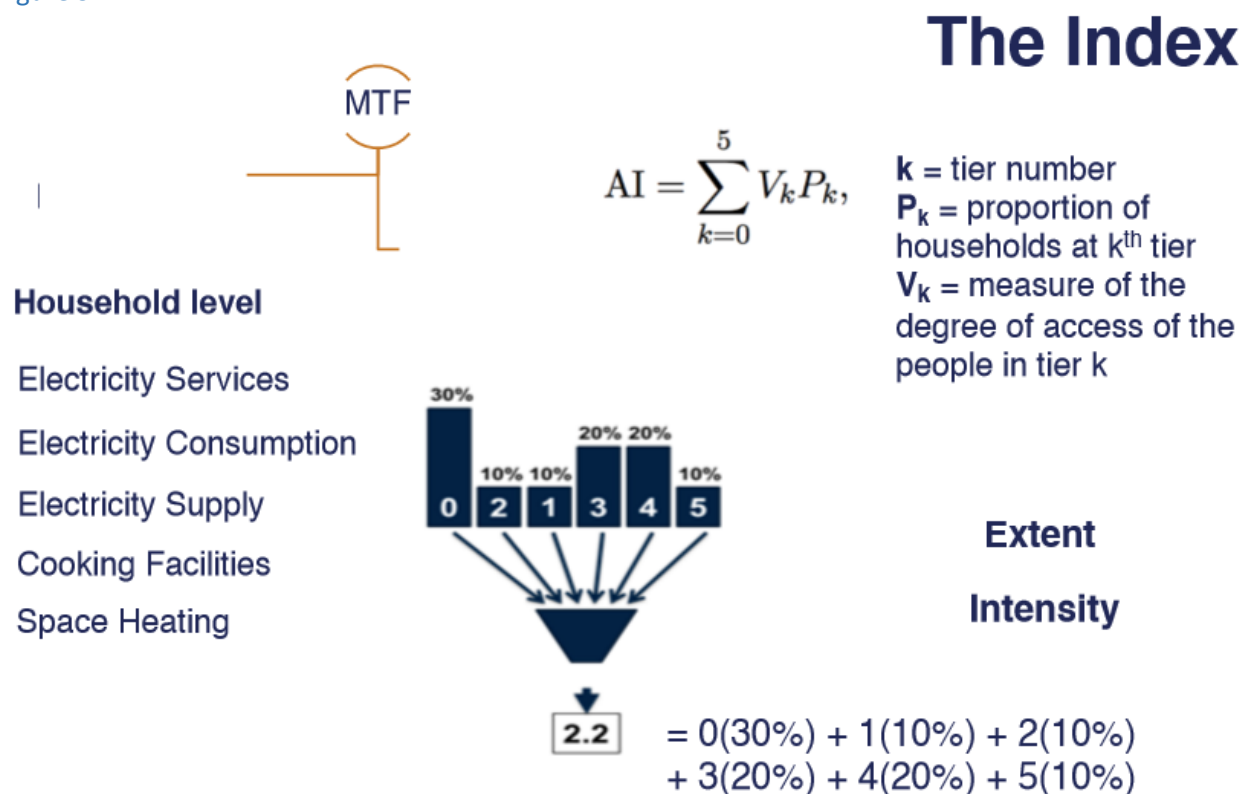 The Index
MTF
AI = \sum_{k=0}^{5} V_k P_k,
k = tier number
P_k = proportion of
households at k^{th} tier
V_k = measure of the
degree of access of the
people in tier k
Household level
Electricity Services
Electricity Consumption
Electricity Supply
Cooking Facilities
Space Heating
30%
20% 20%
10% 10% 10%
0 2 1 3 4 5
Extent
Intensity
2.2 = 0(30%) + 1(10%) + 2(10%)
+ 3(20%) + 4(20%) + 5(10%)